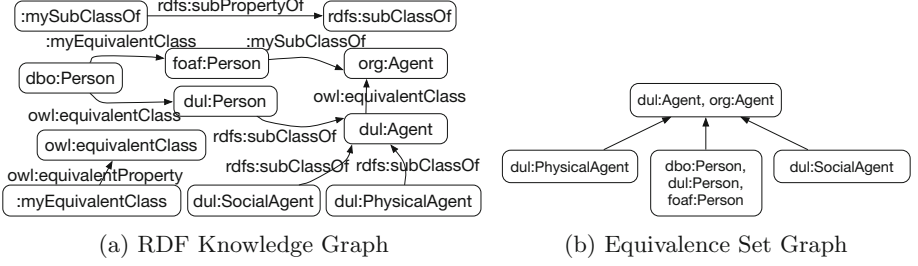 :mySubClassOf rdfs:subPropertyOf rdfs:subClassOf
:myEquivalentClass :mySubClassOf
dbo:Person foaf:Person org:Agent
dul:Person owl:equivalentClass
owl:equivalentClass rdfs:subClassOf dul:Agent
owl:equivalentClass
rdfs:subClassOf rdfs:subClassOf
owl:equivalentProperty
:myEquivalentClass dul:SocialAgent dul:PhysicalAgent
(a) RDF Knowledge Graph
dul:Agent, org:Agent
dul:PhysicalAgent dbo:Person, dul:SocialAgent
dul:Person,
foaf:Person
(b) Equivalence Set Graph